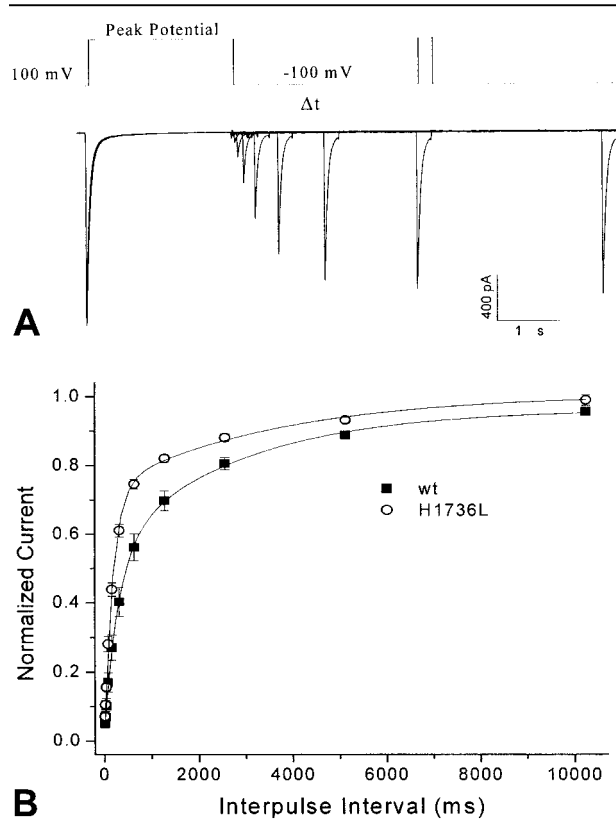 Peak Potential
100 mV
-100 mV
Δt
400 pA
1 s
A
1.0
0.8
0.6
0.4
0.2
0.0
Normalized Current
wt
H1736L
0
2000
4000
6000
8000
10000
Interpulse Interval (ms)
B